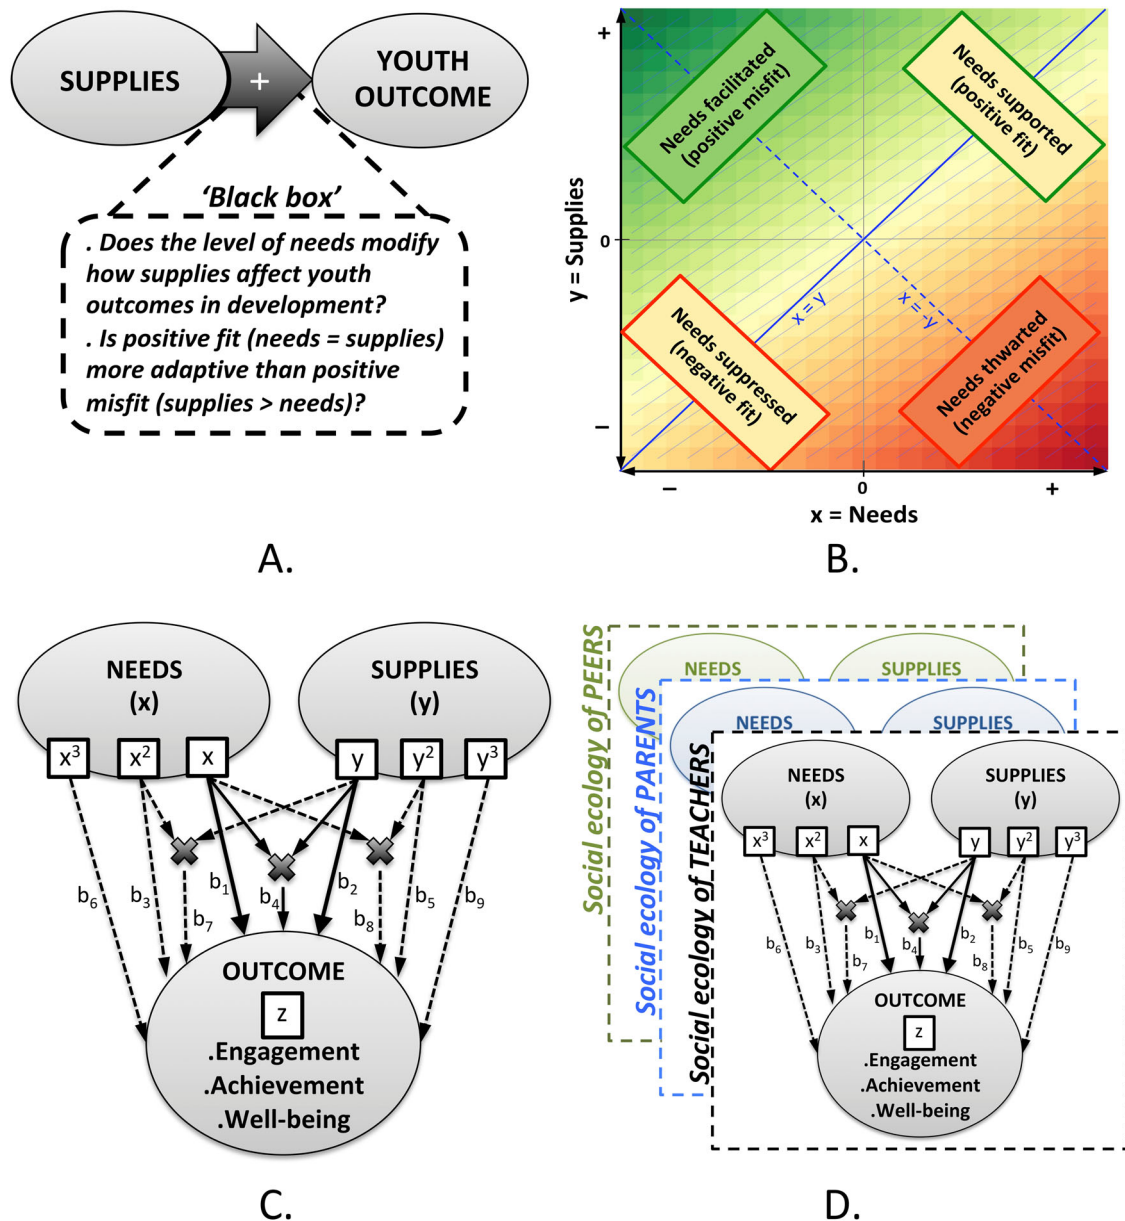 SUPPLIES
+
YOUTH
OUTCOME
‘Black box’
. Does the level of needs modify
how supplies affect youth
outcomes in development?
. Is positive fit (needs = supplies)
more adaptive than positive
misfit (supplies > needs)?
A.
y = Supplies
+
0
–
Needs facilitated
(positive misfit)
Needs supported
(positive fit)
Needs suppressed
(negative fit)
Needs thwarted
(negative misfit)
x = y
x = -y
–
0
+
x = Needs
B.
NEEDS
(x)
SUPPLIES
(y)
x³ x² x y y² y³
b₆ b₃ b₇ b₁ b₄ b₂ b₈ b₅ b₉
OUTCOME
z
.Engagement
.Achievement
.Well-being
C.
Social ecology of PEERS
NEEDS
SUPPLIES
Social ecology of PARENTS
NEEDS
SUPPLIES
Social ecology of TEACHERS
NEEDS
(x)
SUPPLIES
(y)
x³ x² x y y² y³
b₆ b₃ b₇ b₁ b₄ b₂ b₈ b₅ b₉
OUTCOME
z
.Engagement
.Achievement
.Well-being
D.